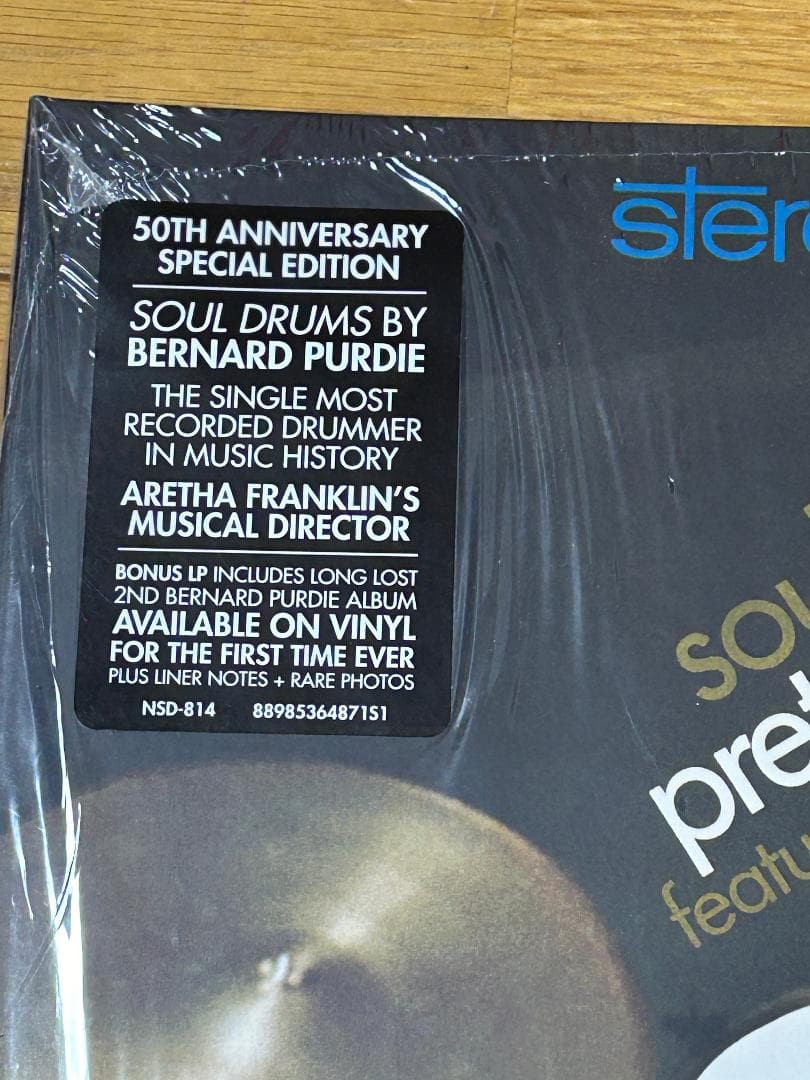 50TH ANNIVERSARY
SPECIAL EDITION
SOUL DRUMS BY
BERNARD PURDIE
THE SINGLE MOST
RECORDED DRUMMER
IN MUSIC HISTORY
ARETHA FRANKLIN'S
MUSICAL DIRECTOR
BONUS LP INCLUDES LONG LOST
2ND BERNARD PURDIE ALBUM
AVAILABLE ON VINYL
FOR THE FIRST TIME EVER
PLUS LINER NOTES + RARE PHOTOS
NSD-814 88985364871S1